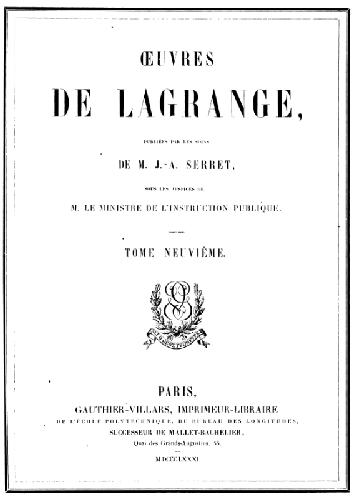 ŒUVRES
DE LAGRANGE,
PUBLIÉES PAR LES SOINS
DE M. J.-A. SERRET,
SOUS LES AUSPICES DE
M. LE MINISTRE DE L'INSTRUCTION PUBLIQUE.
TOME NEUVIÈME.
PARIS,
GAUTHIER-VILLARS, IMPRIMEUR-LIBRAIRE
DE L'ÉCOLE POLYTECHNIQUE, DU BUREAU DES LONGITUDES,
SUCCESSEUR DE MALLET-BACHELIER,
Quai des Grands-Augustins, 55.
MDCCCLXXXI